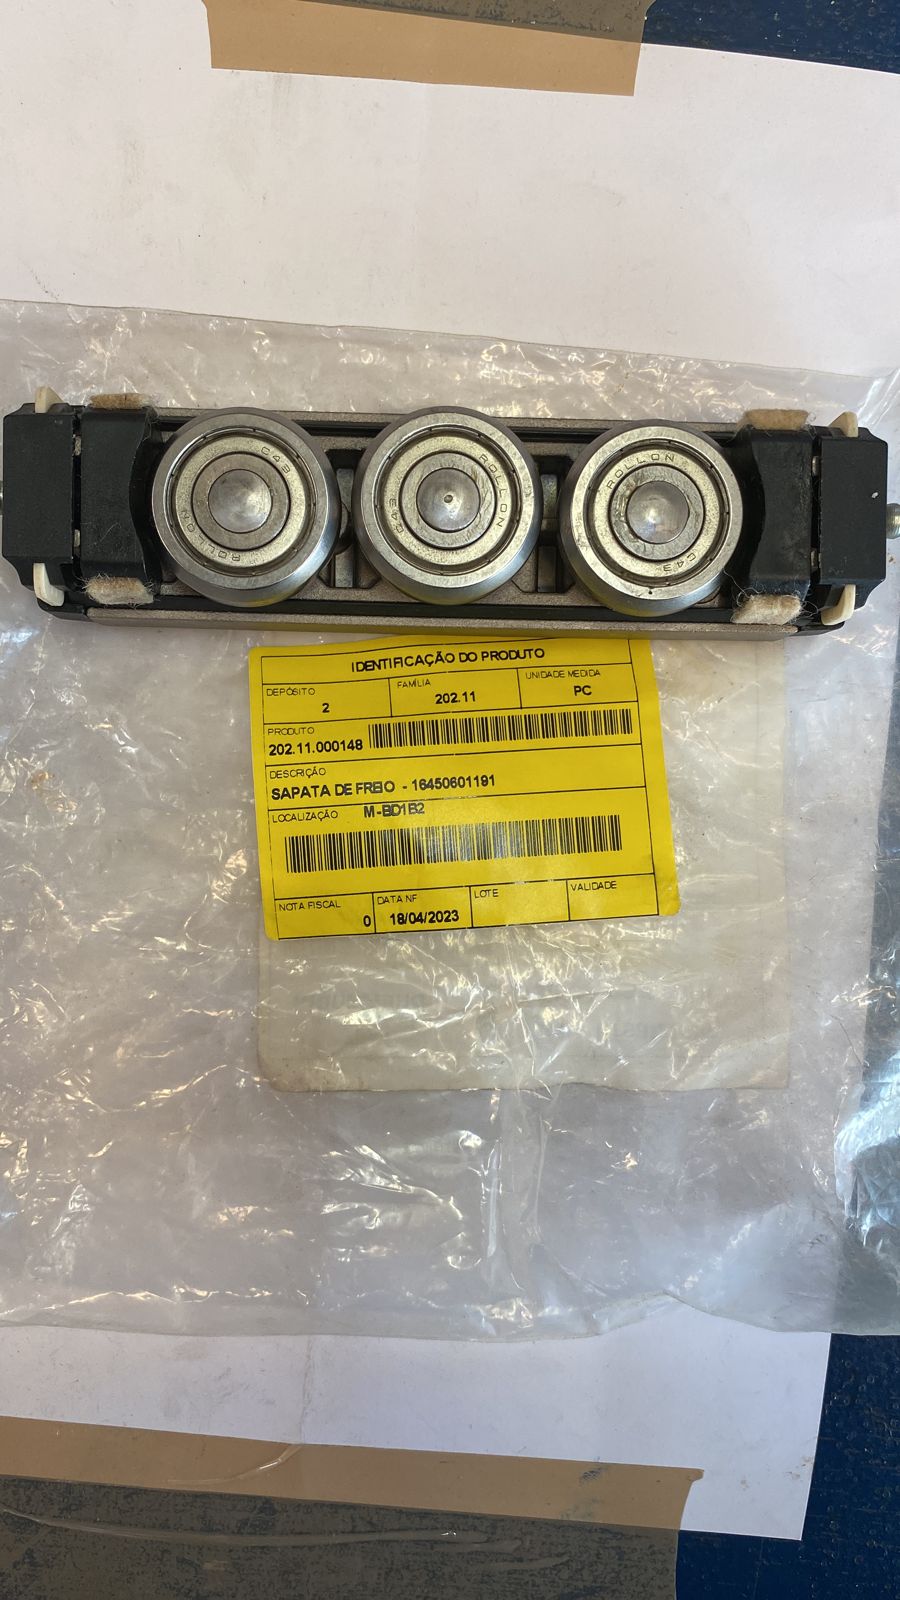 ROLLON C43
ROLLON C43
ROLLON C43
IDENTIFICAÇÃO DO PRODUTO
DEPÓSITO
2
FAMÍLIA
202.11
UNIDADE MEDIDA
PC
PRODUTO
202.11.000148
DESCRIÇÃO
SAPATA DE FREIO - 16450601191
LOCALIZAÇÃO M-BD1B2
NOTA FISCAL
0
DATA NF
18/04/2023
LOTE
VALIDADE